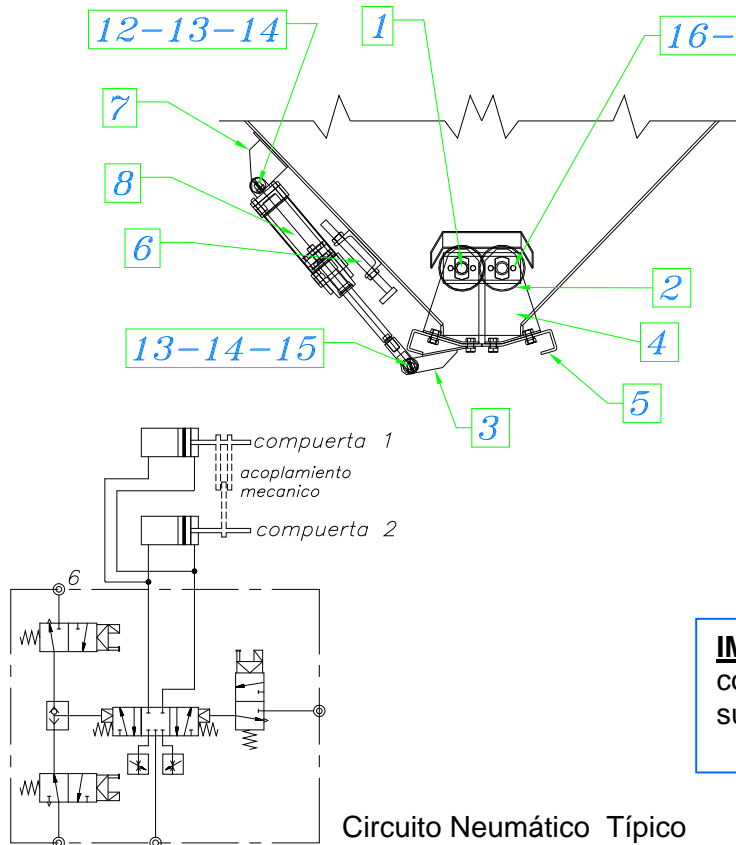 12-13-14
1
16-
7
8
6
2
4
13-14-15
5
3
compuerta 1
acoplamiento
mecanico
compuerta 2
6
IM
co
su
Circuito Neumático Típico